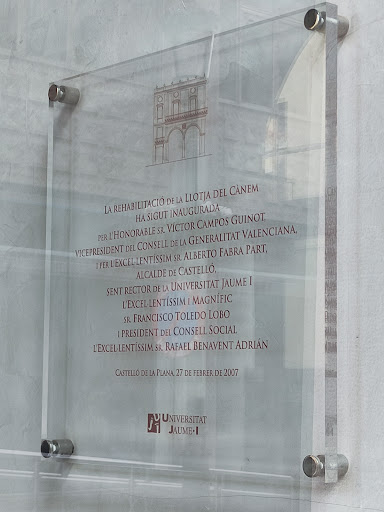 La rehabilitació de la Llotja del Cànem
ha sigut inaugurada
per l'Honorable sr. Víctor Campos Guinot,
vicepresident del Consell de la Generalitat Valenciana,
i per l'Excel·lentíssim sr. Alberto Fabra Part,
alcalde de Castelló,
sent rector de la Universitat Jaume I
l'Excel·lentíssim i Magnífic
sr. Francisco Toledo Lobo
i president del Consell Social
l'Excel·lentíssim sr. Rafael Benavent Adrián
Castelló de la Plana, 27 de febrer de 2007
Universitat
Jaume·I